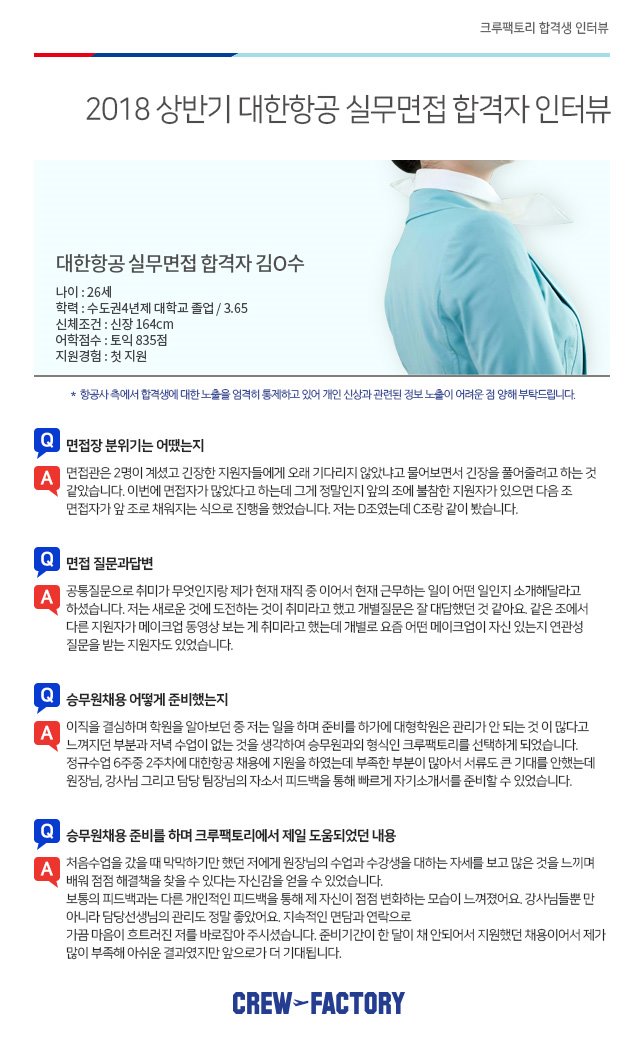 크루팩토리 합격생 인터뷰
2018 상반기 대한항공 실무면접 합격자 인터뷰
대한항공 실무면접 합격자 김O수
나이 : 26세
학력 : 수도권4년제 대학교 졸업 / 3.65
신체조건 : 신장 164cm
어학점수 : 토익 835점
지원경험 : 첫 지원
* 항공사 측에서 합격생에 대한 노출을 엄격히 통제하고 있어 개인 신상과 관련된 정보 노출이 어려운 점 양해 부탁드립니다.
Q 면접장 분위기는 어땠는지
A 면접관은 2명이 계셨고 긴장한 지원자들에게 오래 기다리지 않았냐고 물어보면서 긴장을 풀어줄려고 하는 것
같았습니다. 이번에 면접자가 많았다고 하는데 그게 정말인지 앞의 조에 불참한 지원자가 있으면 다음 조
면접자가 앞 조로 채워지는 식으로 진행을 했었습니다. 저는 D조였는데 C조랑 같이 봤습니다.
Q 면접 질문과답변
A 공통질문으로 취미가 무엇인지랑 제가 현재 재직 중 이어서 현재 근무하는 일이 어떤 일인지 소개해달라고
하셨습니다. 저는 새로운 것에 도전하는 것이 취미라고 했고 개별질문은 잘 대답했던 것 같아요. 같은 조에서
다른 지원자가 메이크업 동영상 보는 게 취미라고 했는데 개별로 요즘 어떤 메이크업이 자신 있는지 연관성
질문을 받는 지원자도 있었습니다.
Q 승무원채용 어떻게 준비했는지
A 이직을 결심하며 학원을 알아보던 중 저는 일을 하며 준비를 하가에 대형학원은 관리가 안 되는 것 이 많다고
느껴지던 부분과 저녁 수업이 없는 것을 생각하여 승무원과외 형식인 크루팩토리를 선택하게 되었습니다.
정규수업 6주중 2주차에 대한항공 채용에 지원을 하였는데 부족한 부분이 많아서 서류도 큰 기대를 안했는데
원장님, 강사님 그리고 담당 팀장님의 자소서 피드백을 통해 빠르게 자기소개서를 준비할 수 있었습니다.
Q 승무원채용 준비를 하며 크루팩토리에서 제일 도움되었던 내용
A 처음수업을 갔을 때 막막하기만 했던 저에게 원장님의 수업과 수강생을 대하는 자세를 보고 많은 것을 느끼며
배워 점점 해결책을 찾을 수 있다는 자신감을 얻을 수 있었습니다.
보통의 피드백과는 다른 개인적인 피드백을 통해 제 자신이 점점 변화하는 모습이 느껴졌어요. 강사님들뿐 만
아니라 담당선생님의 관리도 정말 좋았어요. 지속적인 면담과 연락으로
가끔 마음이 흐트러진 저를 바로잡아 주시셨습니다. 준비기간이 한 달이 채 안되어서 지원했던 채용이어서 제가
많이 부족해 아쉬운 결과였지만 앞으로가 더 기대됩니다.
CREW FACTORY